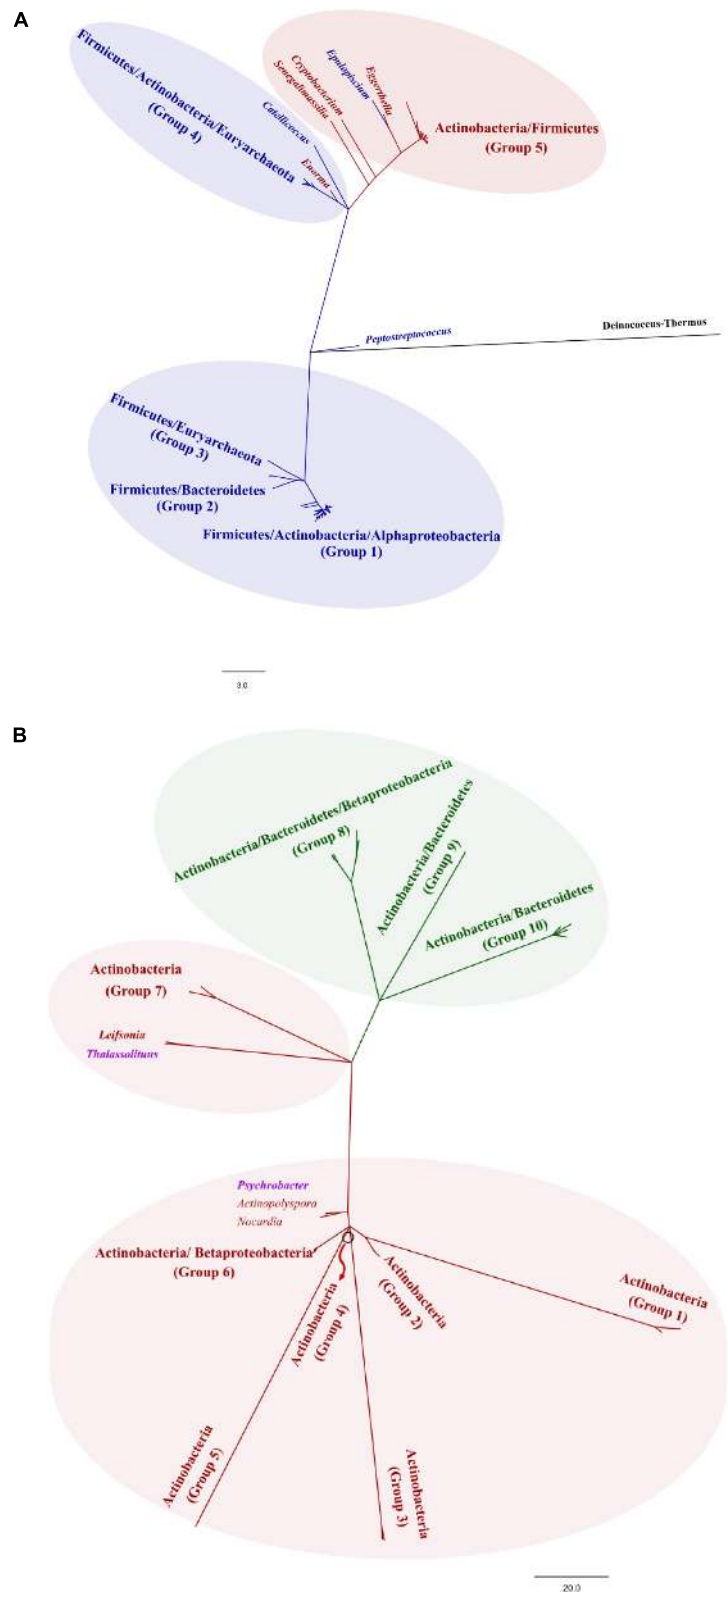 A
Firmicutes/Actinobacteria/Euryarchaeota
(Group 4)
Catellicoccus
Enorma
Cryptobacterium
Senegalimassilia
Epulopiscium
Eggerthella
Actinobacteria/Firmicutes
(Group 5)
Peptostreptococcus
Deinococcus-Thermus
Firmicutes/Euryarchaeota
(Group 3)
Firmicutes/Bacteroidetes
(Group 2)
Firmicutes/Actinobacteria/Alphaproteobacteria
(Group 1)
3.0
B
Actinobacteria/Bacteroidetes/Betaproteobacteria
(Group 8)
Actinobacteria/Bacteroidetes
(Group 9)
Actinobacteria/Bacteroidetes
(Group 10)
Actinobacteria
(Group 7)
Leifsonia
Thalassolituus
Psychrobacter
Actinopolyspora
Nocardia
Actinobacteria/ Betaproteobacteria
(Group 6)
Actinobacteria
(Group 4)
Actinobacteria
(Group 2)
Actinobacteria
(Group 1)
Actinobacteria
(Group 5)
Actinobacteria
(Group 3)
20.0